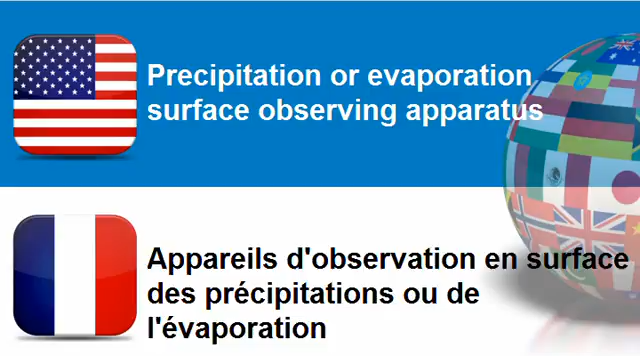 Precipitation or evaporation
surface observing apparatus
Appareils d'observation en surface
des précipitations ou de
l'évaporation